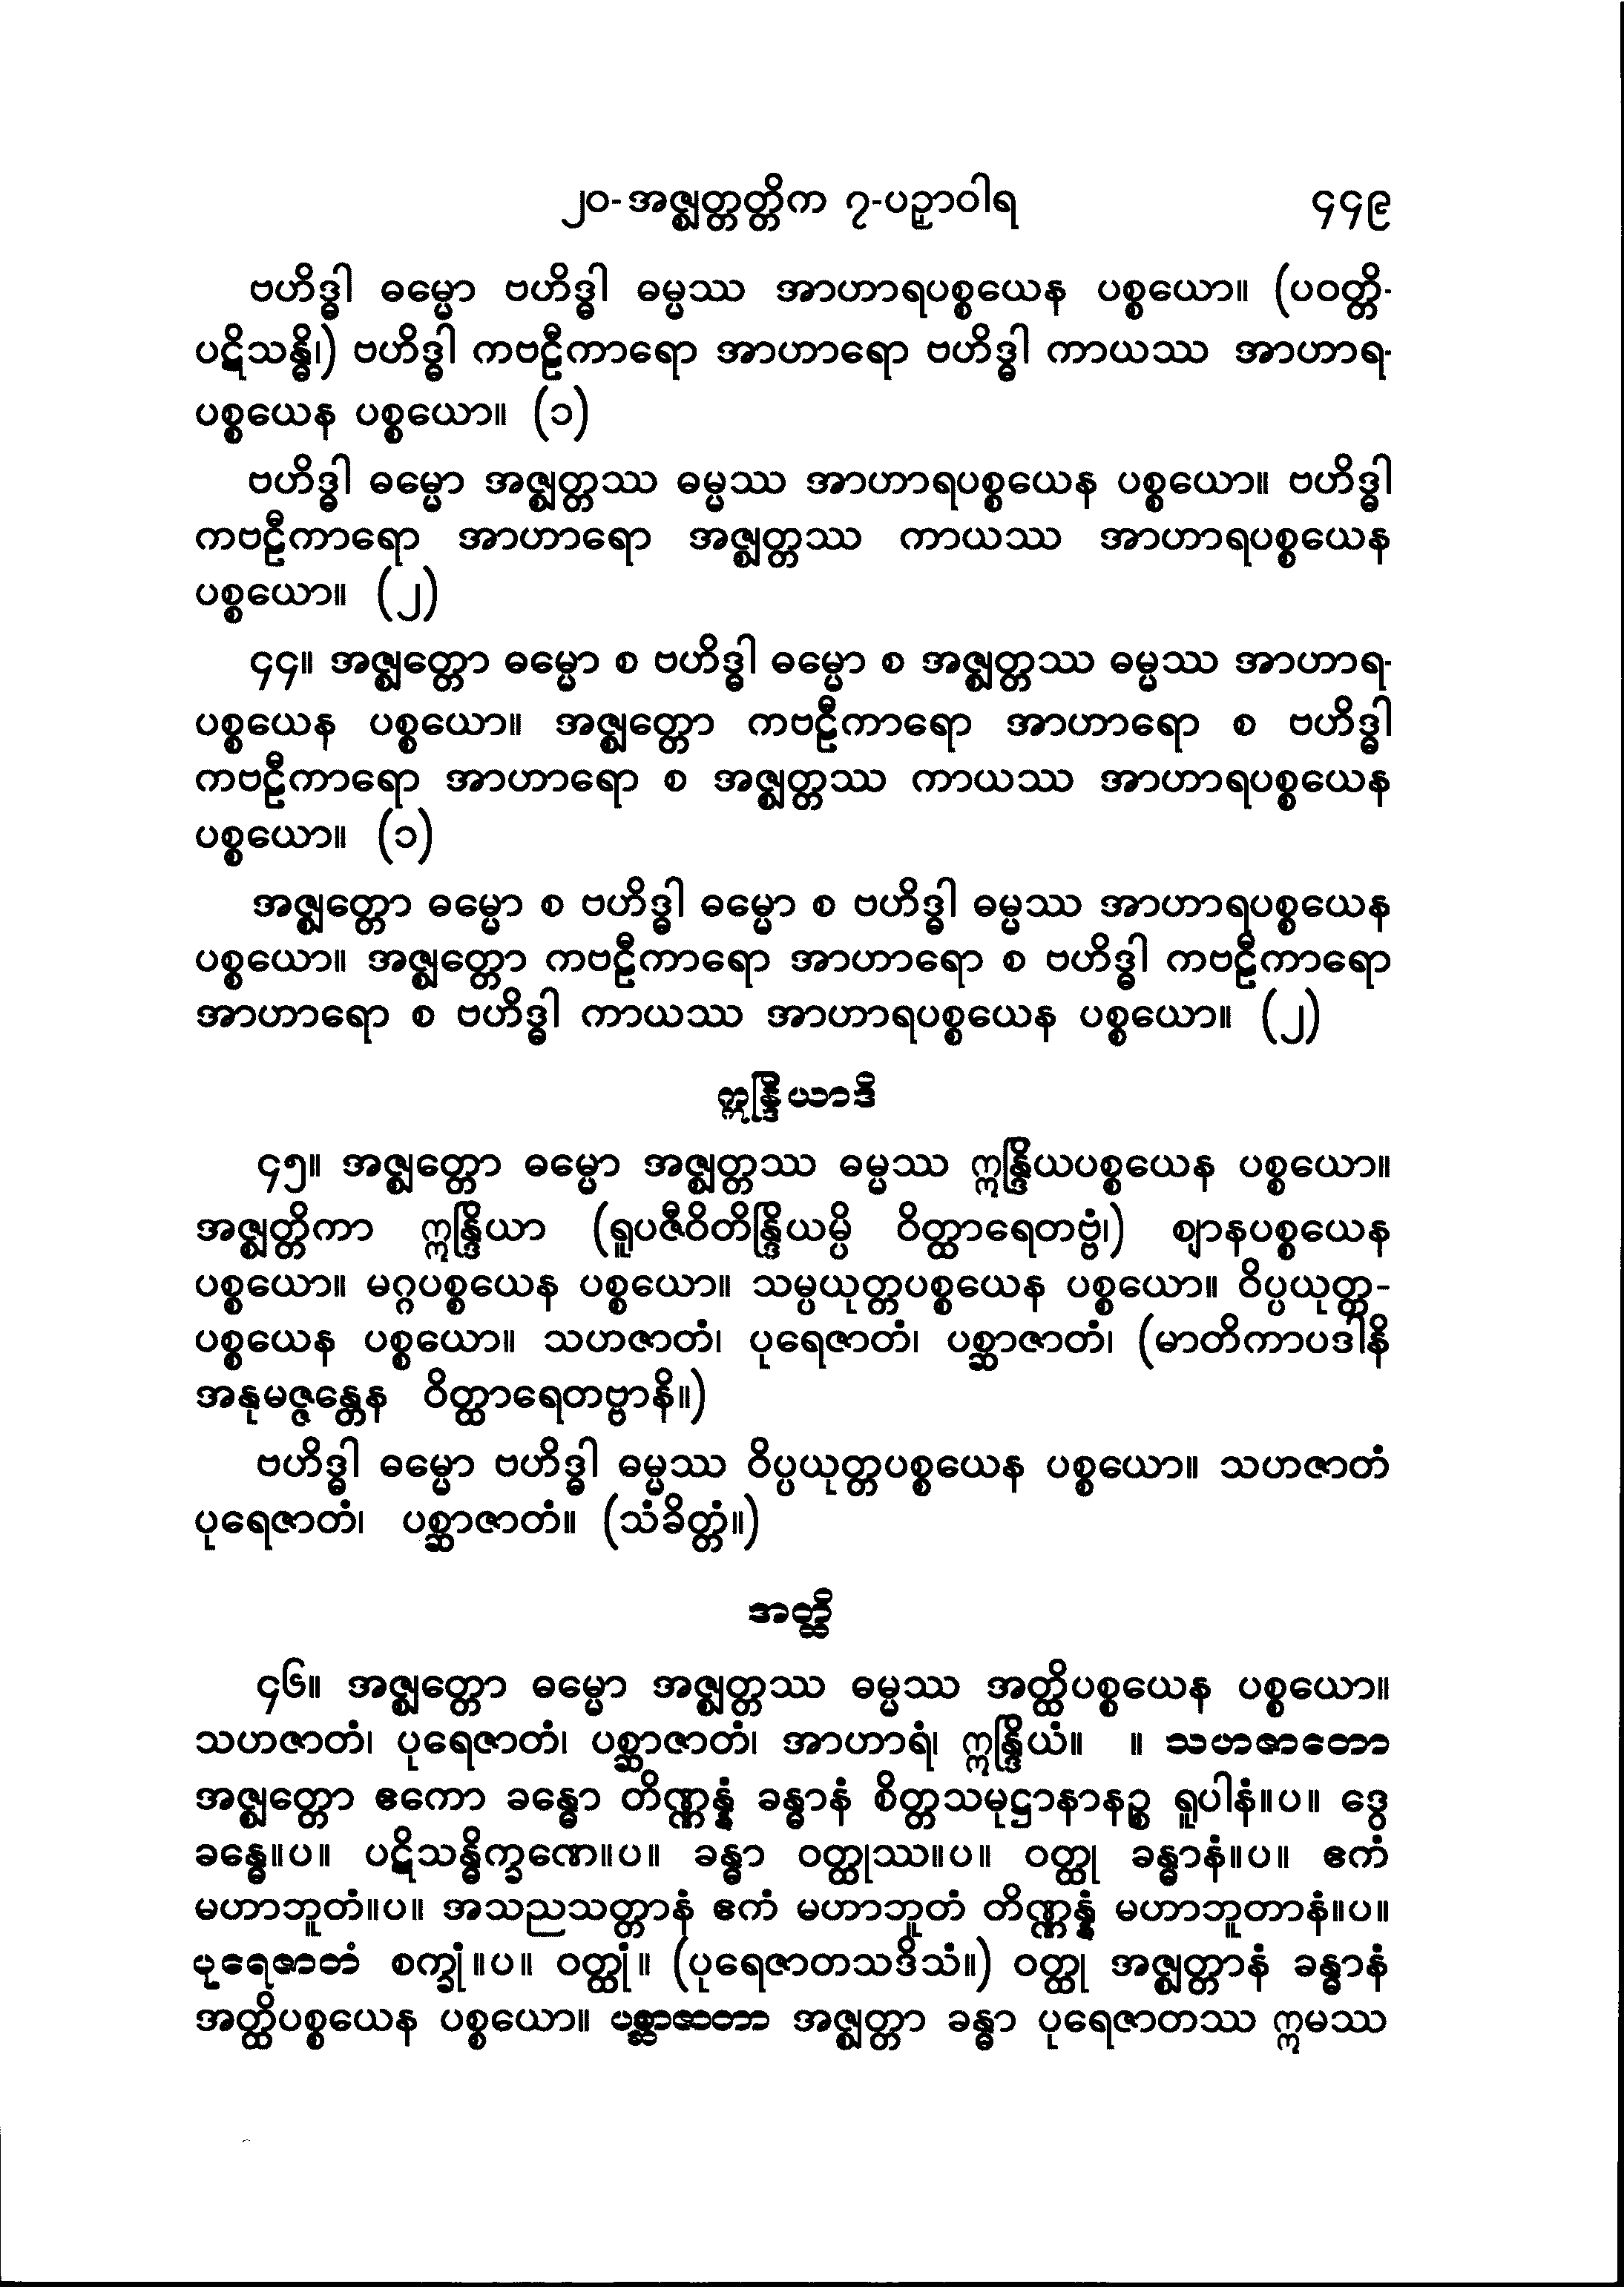 ၂၀-အဇ္ဈတ္တတ္တိက ၇-ပဉှာဝါရ ၄၄၉
ဗဟိဒ္ဓါ ဓမ္မော ဗဟိဒ္ဓါ ဓမ္မဿ အာဟာရပစ္စယေန ပစ္စယော။ (ပဝတ္တိ-
ပဋိသန္ဓိ၊) ဗဟိဒ္ဓါ ကဗဠီကာရော အာဟာရော ဗဟိဒ္ဓါ ကာယဿ အာဟာရ-
ပစ္စယေန ပစ္စယော။ (၁)
ဗဟိဒ္ဓါ ဓမ္မော အဇ္ဈတ္တဿ ဓမ္မဿ အာဟာရပစ္စယေန ပစ္စယော။ ဗဟိဒ္ဓါ
ကဗဠီကာရော အာဟာရော အဇ္ဈတ္တဿ ကာယဿ အာဟာရပစ္စယေန
ပစ္စယော။ (၂)
၄၄။ အဇ္ဈတ္တော ဓမ္မော စ ဗဟိဒ္ဓါ ဓမ္မော စ အဇ္ဈတ္တဿ ဓမ္မဿ အာဟာရ-
ပစ္စယေန ပစ္စယော။ အဇ္ဈတ္တော ကဗဠီကာရော အာဟာရော စ ဗဟိဒ္ဓါ
ကဗဠီကာရော အာဟာရော စ အဇ္ဈတ္တဿ ကာယဿ အာဟာရပစ္စယေန
ပစ္စယော။ (၁)
အဇ္ဈတ္တော ဓမ္မော စ ဗဟိဒ္ဓါ ဓမ္မော စ ဗဟိဒ္ဓါ ဓမ္မဿ အာဟာရပစ္စယေန
ပစ္စယော။ အဇ္ဈတ္တော ကဗဠီကာရော အာဟာရော စ ဗဟိဒ္ဓါ ကဗဠီကာရော
အာဟာရော စ ဗဟိဒ္ဓါ ကာယဿ အာဟာရပစ္စယေန ပစ္စယော။ (၂)
ဣန္ဒြိယာဒိ
၄၅။ အဇ္ဈတ္တော ဓမ္မော အဇ္ဈတ္တဿ ဓမ္မဿ ဣန္ဒြိယပစ္စယေန ပစ္စယော။
အဇ္ဈတ္တိကာ ဣန္ဒြိယာ (ရူပဇီဝိတိန္ဒြိယမ္ပိ ဝိတ္ထာရေတဗ္ဗံ၊) ဈာနပစ္စယေန
ပစ္စယော။ မဂ္ဂပစ္စယေန ပစ္စယော။ သမ္ပယုတ္တပစ္စယေန ပစ္စယော။ ဝိပ္ပယုတ္တ-
ပစ္စယေန ပစ္စယော။ သဟဇာတံ၊ ပုရေဇာတံ၊ ပစ္ဆာဇာတံ၊ (မာတိကာပဒါနိ
အနုမဇ္ဇန္တေန ဝိတ္ထာရေတဗ္ဗာနိ။)
ဗဟိဒ္ဓါ ဓမ္မော ဗဟိဒ္ဓါ ဓမ္မဿ ဝိပ္ပယုတ္တပစ္စယေန ပစ္စယော။ သဟဇာတံ
ပုရေဇာတံ၊ ပစ္ဆာဇာတံ။ (သံခိတ္တံ။)
အတ္ထိ
၄၆။ အဇ္ဈတ္တော ဓမ္မော အဇ္ဈတ္တဿ ဓမ္မဿ အတ္ထိပစ္စယေန ပစ္စယော။
သဟဇာတံ၊ ပုရေဇာတံ၊ ပစ္ဆာဇာတံ၊ အာဟာရံ၊ ဣန္ဒြိယံ။ ။ သဟဇာတော
အဇ္ဈတ္တော ဧကော ခန္ဓော တိဏ္ဏန္နံ ခန္ဓာနံ စိတ္တသမုဋ္ဌာနာနဉ္စ ရူပါနံ။ပ။ ဒွေ
ခန္ဓေ။ပ။ ပဋိသန္ဓိက္ခဏေ။ပ။ ခန္ဓာ ဝတ္ထုဿ။ပ။ ဝတ္ထု ခန္ဓာနံ။ပ။ ဧကံ
မဟာဘူတံ။ပ။ အသညသတ္တာနံ ဧကံ မဟာဘူတံ တိဏ္ဏန္နံ မဟာဘူတာနံ။ပ။
ပုရေဇာတံ စက္ခုံ။ပ။ ဝတ္ထုံ။ (ပုရေဇာတသဒိသံ။) ဝတ္ထု အဇ္ဈတ္တာနံ ခန္ဓာနံ
အတ္ထိပစ္စယေန ပစ္စယော။ ပစ္ဆာဇာတာ အဇ္ဈတ္တာ ခန္ဓာ ပုရေဇာတဿ ဣမဿ